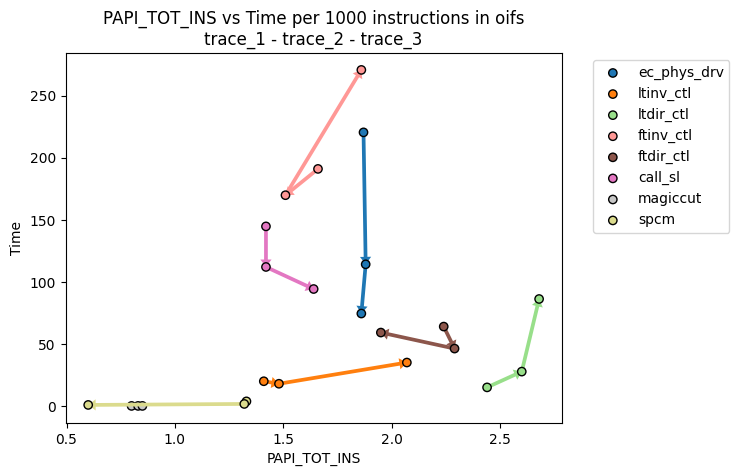 PAPI_TOT_INS vs Time per 1000 instructions in oifs
trace_1 - trace_2 - trace_3
ec_phys_drv
ltinv_ctl
ltdir_ctl
ftinv_ctl
ftdir_ctl
call_sl
magiccut
spcm
250
200
150
100
50
0
Time
0.5
1.0
1.5
2.0
2.5
PAPI_TOT_INS